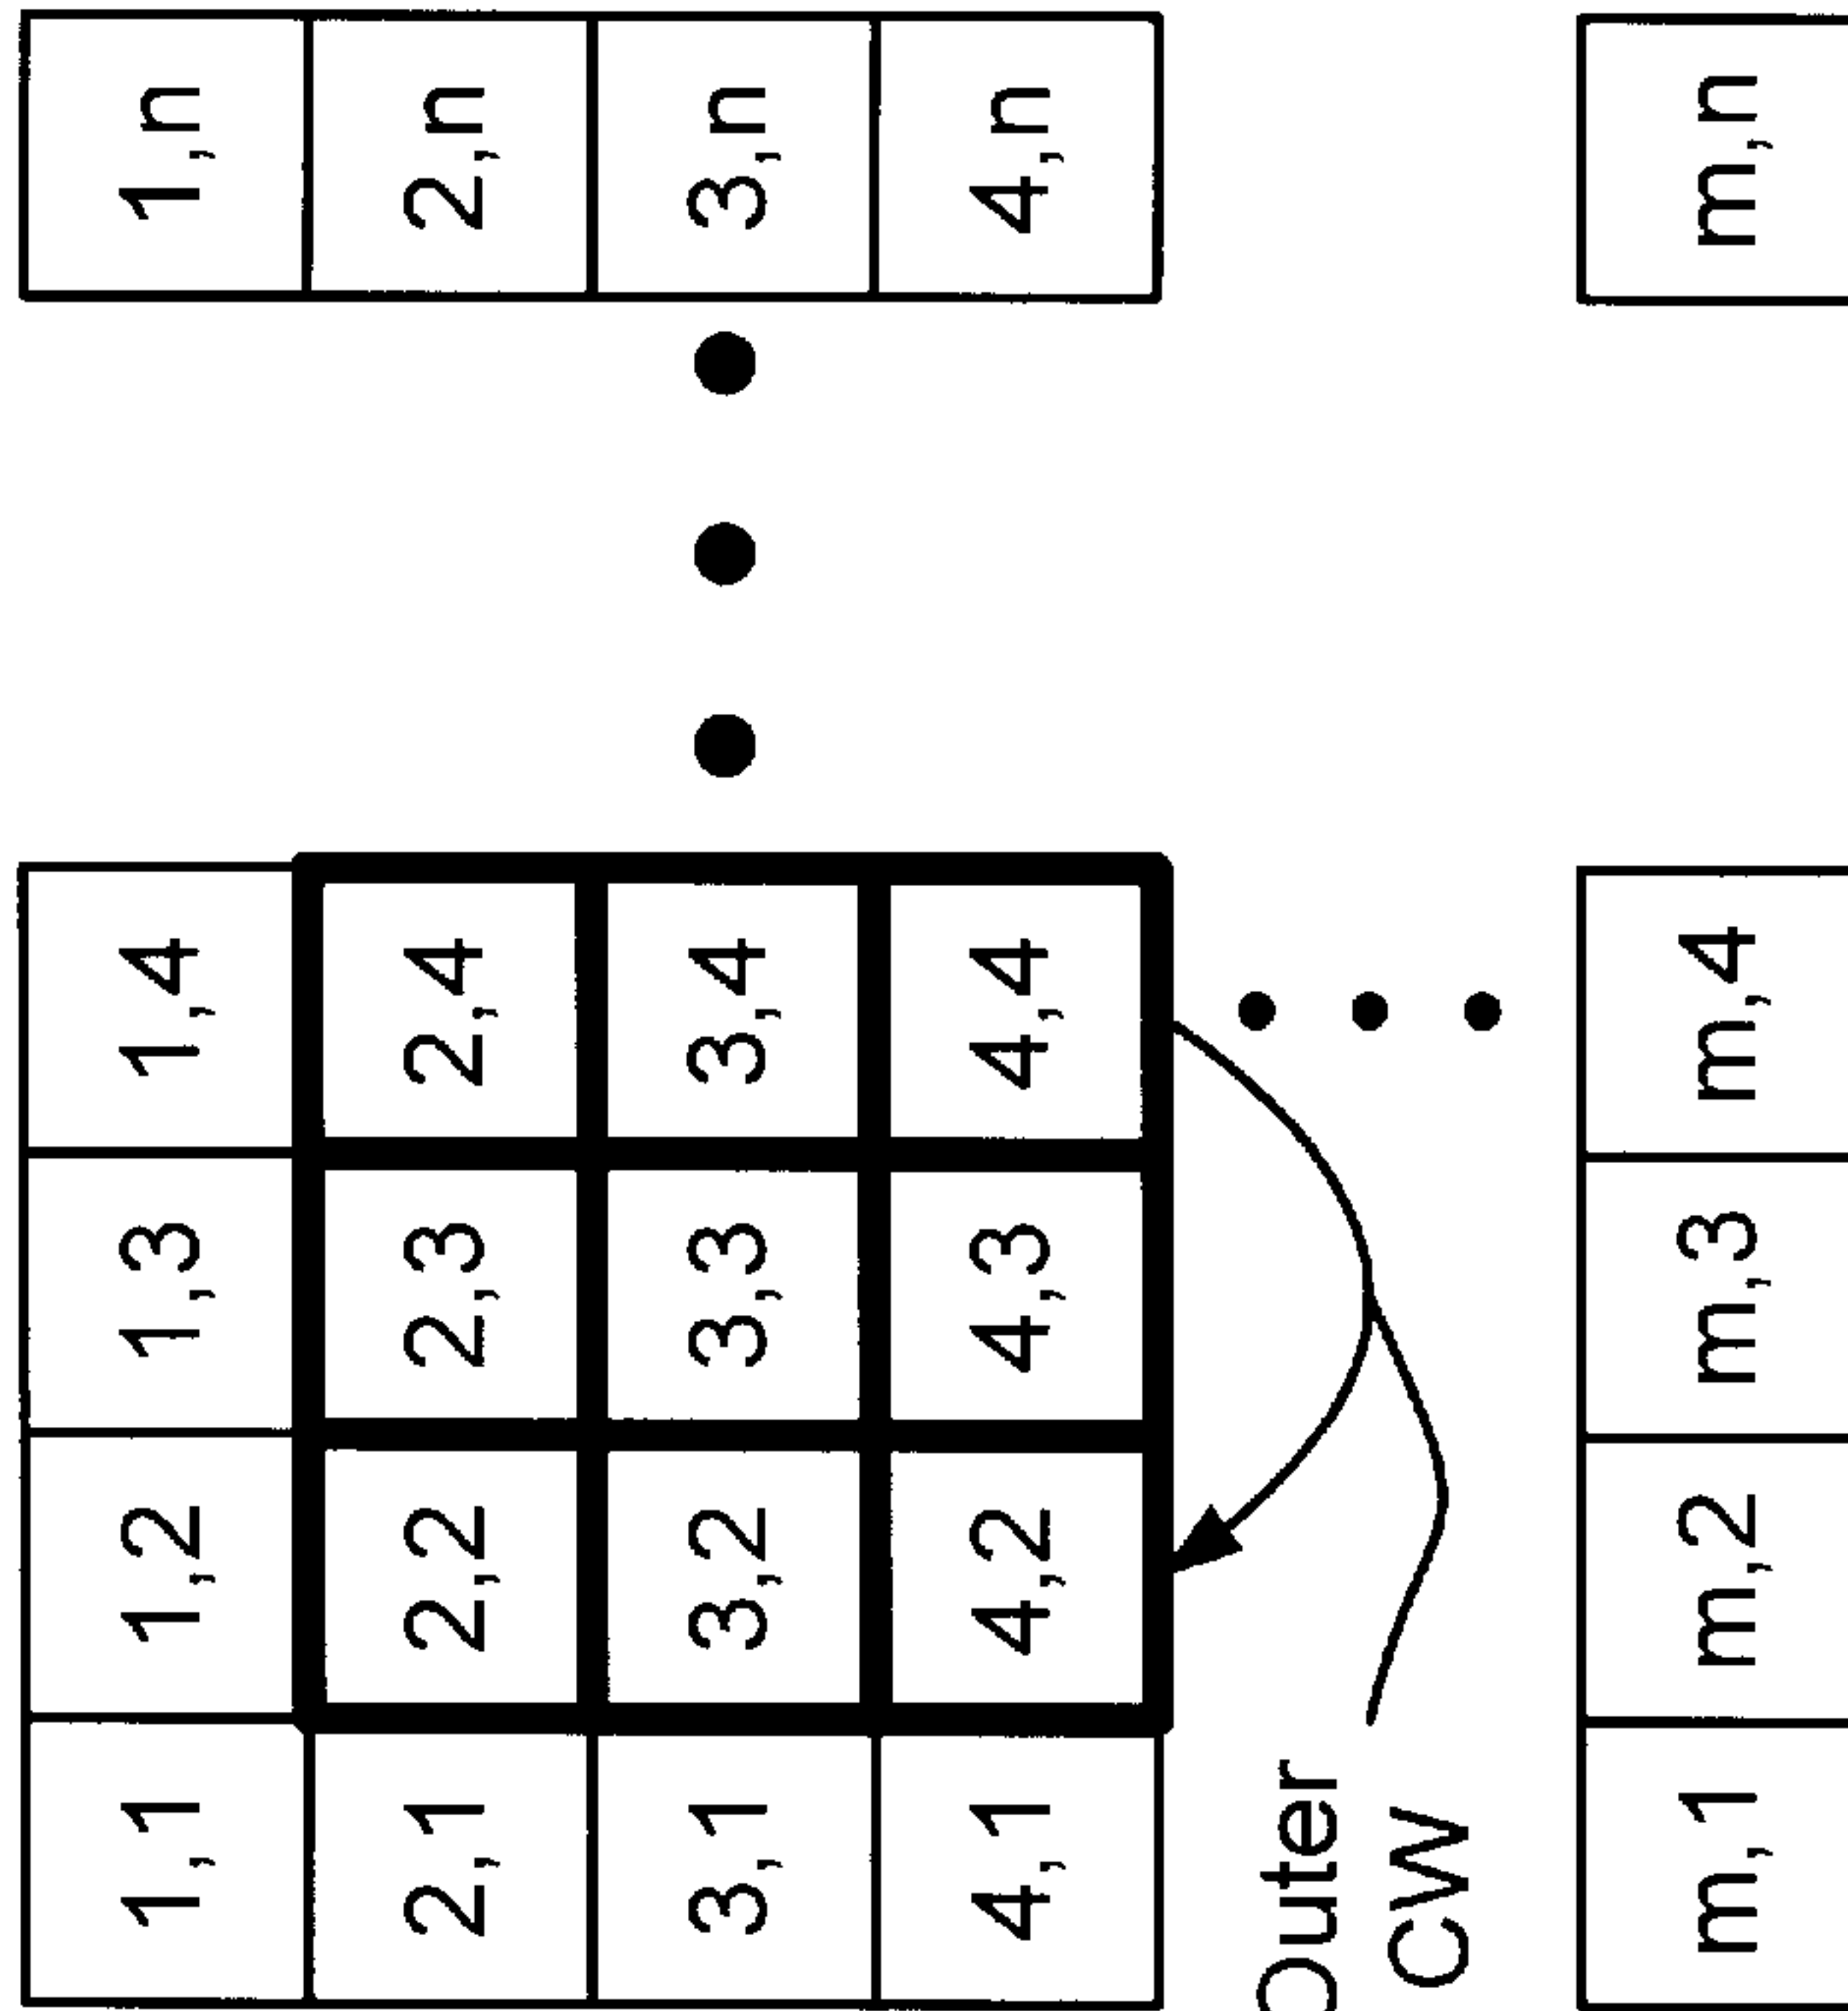 1,1 1,2 1,3 1,4 1,n
2,1 2,2 2,3 2,4 2,n
3,1 3,2 3,3 3,4 3,n
4,1 4,2 4,3 4,4 4,n
Outer
CW
m,1 m,2 m,3 m,4 m,n